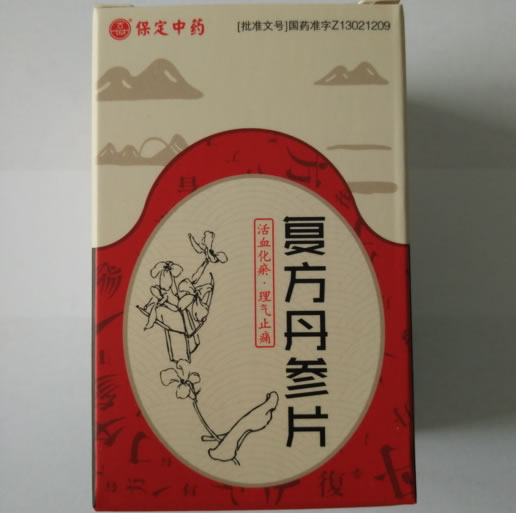 保定中药
[批准文号]国药准字Z13021209
复方丹参片
活血化瘀·理气止痛
復